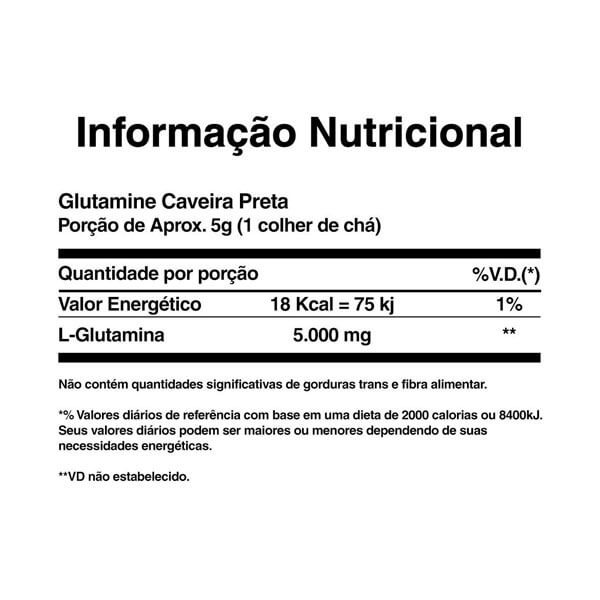 Informação Nutricional
Glutamine Caveira Preta
Porção de Aprox. 5g (1 colher de chá)
Quantidade por porção %V.D.(*)
Valor Energético 18 Kcal = 75 kj 1%
L-Glutamina 5.000 mg **
Não contém quantidades significativas de gorduras trans e fibra alimentar.
*% Valores diários de referência com base em uma dieta de 2000 calorias ou 8400kJ.
Seus valores diários podem ser maiores ou menores dependendo de suas
necessidades energéticas.
**VD não estabelecido.